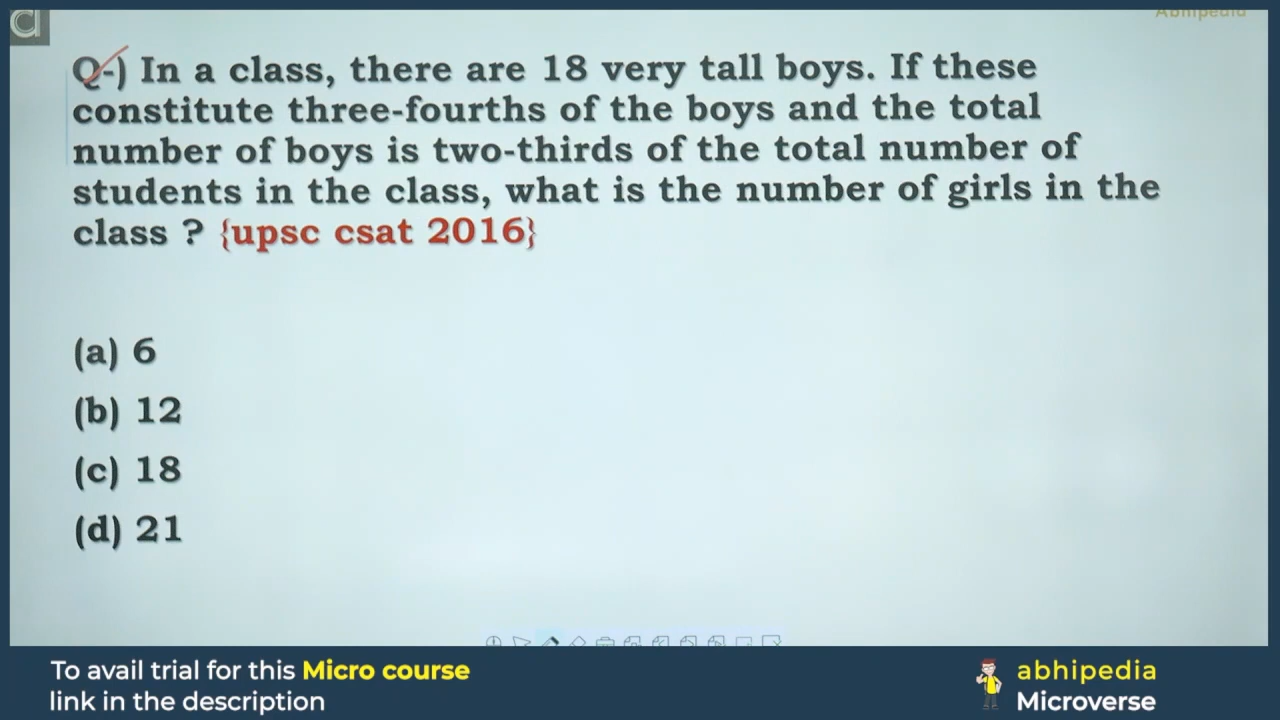 Abhipedia
Q-) In a class, there are 18 very tall boys. If these
constitute three-fourths of the boys and the total
number of boys is two-thirds of the total number of
students in the class, what is the number of girls in the
class ? {upsc csat 2016}
(a) 6
(b) 12
(c) 18
(d) 21
To avail trial for this Micro course
link in the description
abhipedia
Microverse